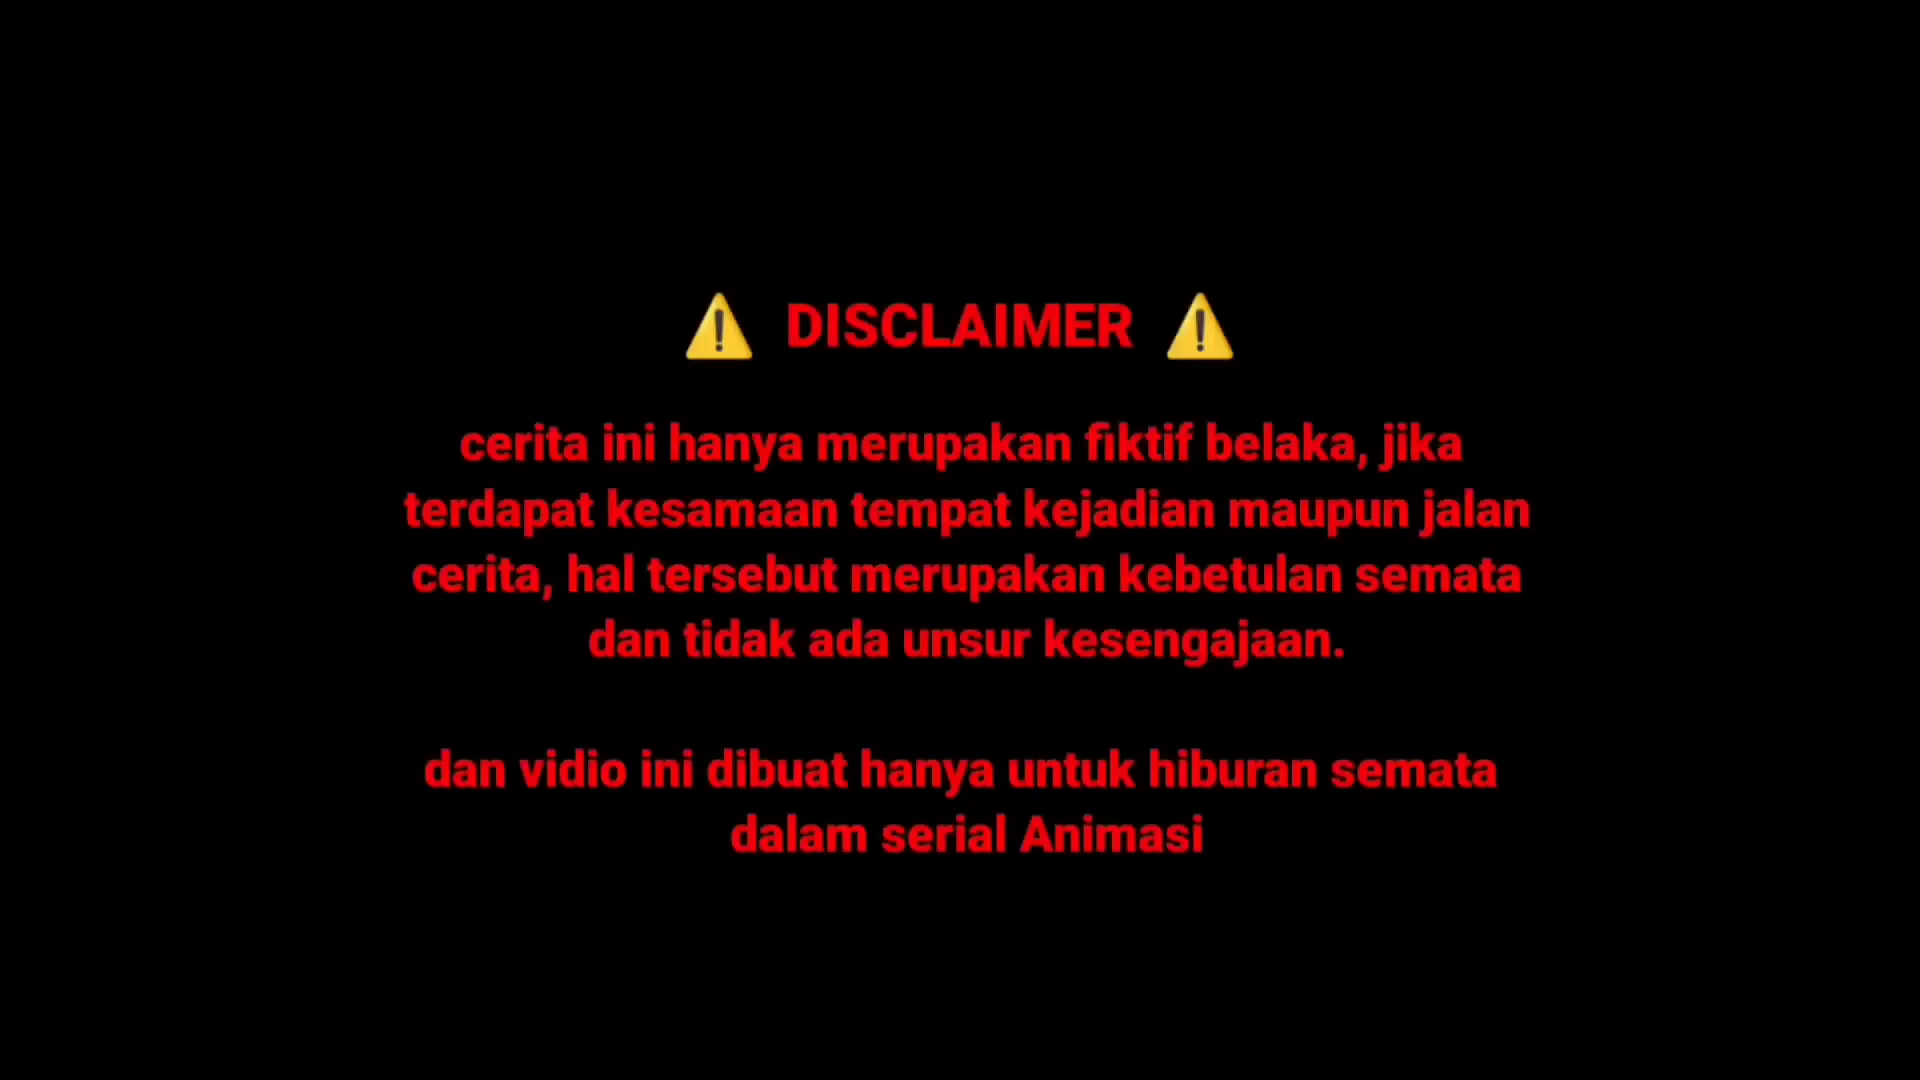 ⚠️ DISCLAIMER ⚠️
cerita ini hanya merupakan fiktif belaka, jika
terdapat kesamaan tempat kejadian maupun jalan
cerita, hal tersebut merupakan kebetulan semata
dan tidak ada unsur kesengajaan.
dan vidio ini dibuat hanya untuk hiburan semata
dalam serial Animasi